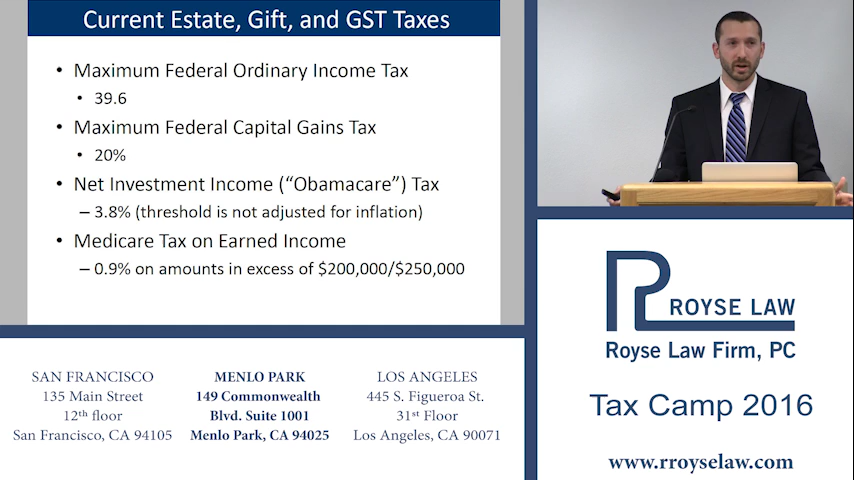 Current Estate, Gift, and GST Taxes
• Maximum Federal Ordinary Income Tax
• 39.6
• Maximum Federal Capital Gains Tax
• 20%
• Net Investment Income (“Obamacare”) Tax
– 3.8% (threshold is not adjusted for inflation)
• Medicare Tax on Earned Income
– 0.9% on amounts in excess of $200,000/$250,000
SAN FRANCISCO
135 Main Street
12th floor
San Francisco, CA 94105
MENLO PARK
149 Commonwealth
Blvd. Suite 1001
Menlo Park, CA 94025
LOS ANGELES
445 S. Figueroa St.
31st Floor
Los Angeles, CA 90071
ROYSE LAW
Royse Law Firm, PC
Tax Camp 2016
www.rroyselaw.com